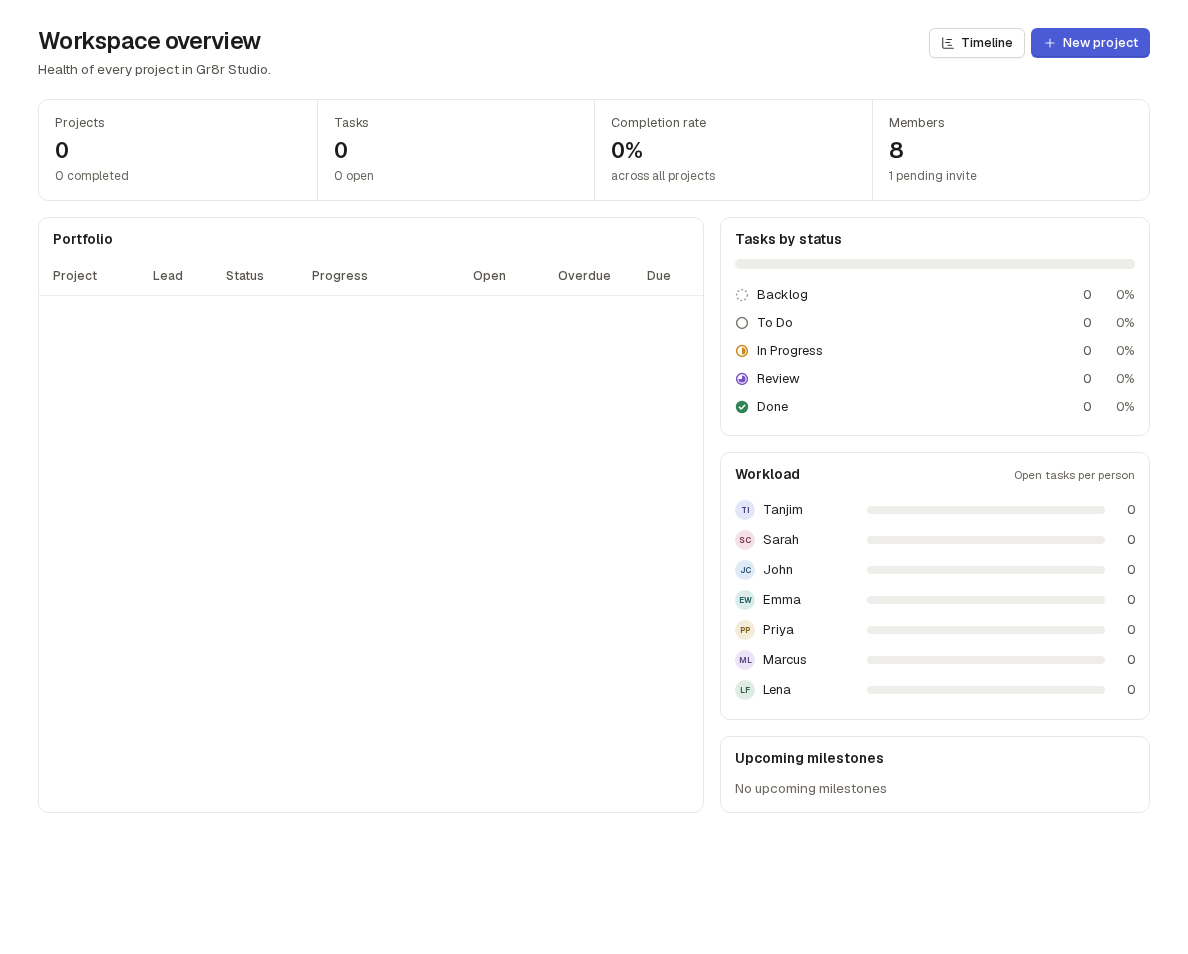 Workspace overview
Health of every project in Gr8r Studio.
Timeline
New project
Projects
0
0 completed
Tasks
0
0 open
Completion rate
0%
across all projects
Members
8
1 pending invite
Portfolio
Project Lead Status Progress Open Overdue Due
Tasks by status
Backlog 0 0%
To Do 0 0%
In Progress 0 0%
Review 0 0%
Done 0 0%
Workload Open tasks per person
TI Tanjim 0
SC Sarah 0
JC John 0
EW Emma 0
PP Priya 0
ML Marcus 0
LF Lena 0
Upcoming milestones
No upcoming milestones